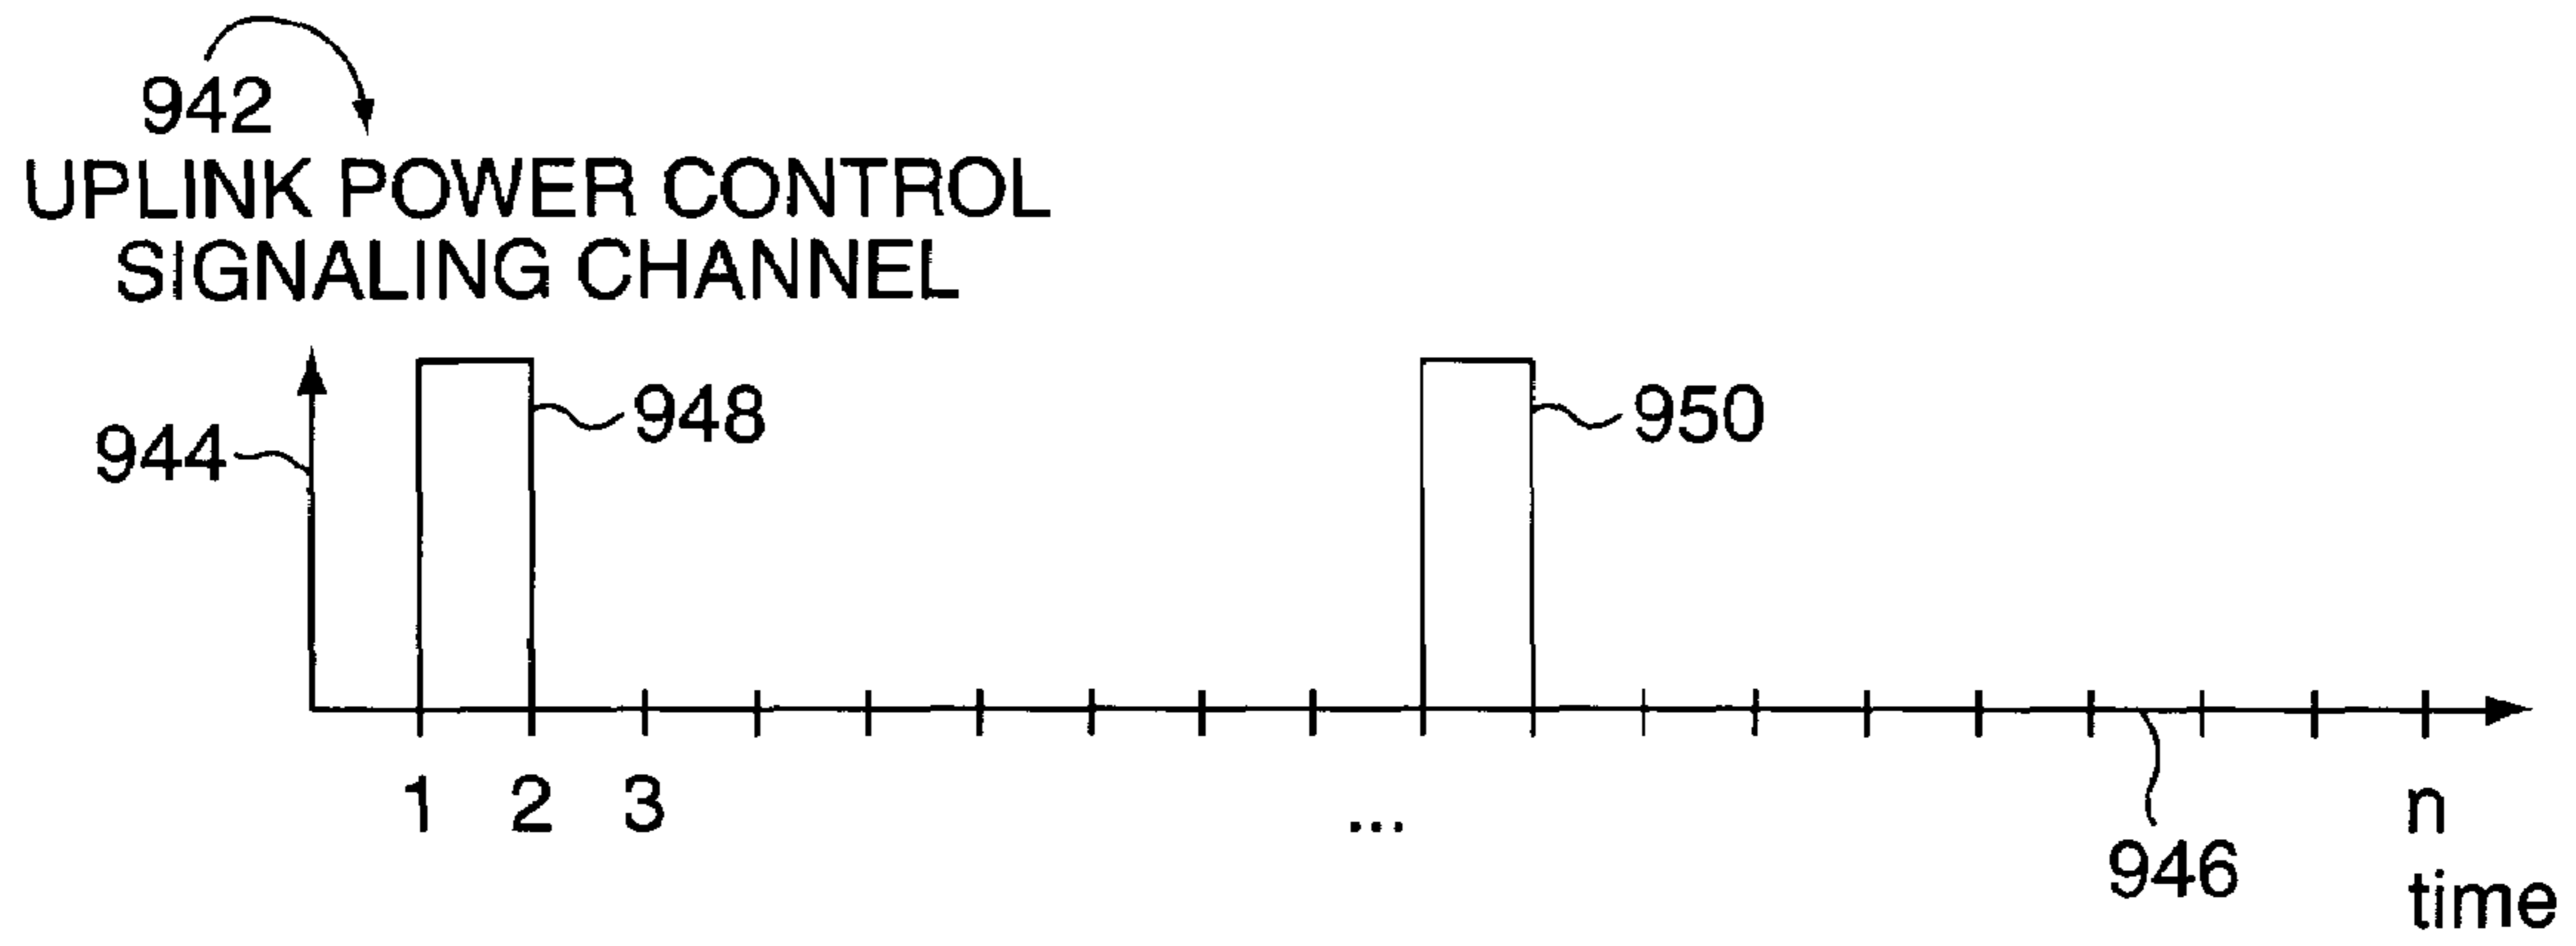 942
UPLINK POWER CONTROL
SIGNALING CHANNEL
944
948
950
1 2 3 ... n
946
time